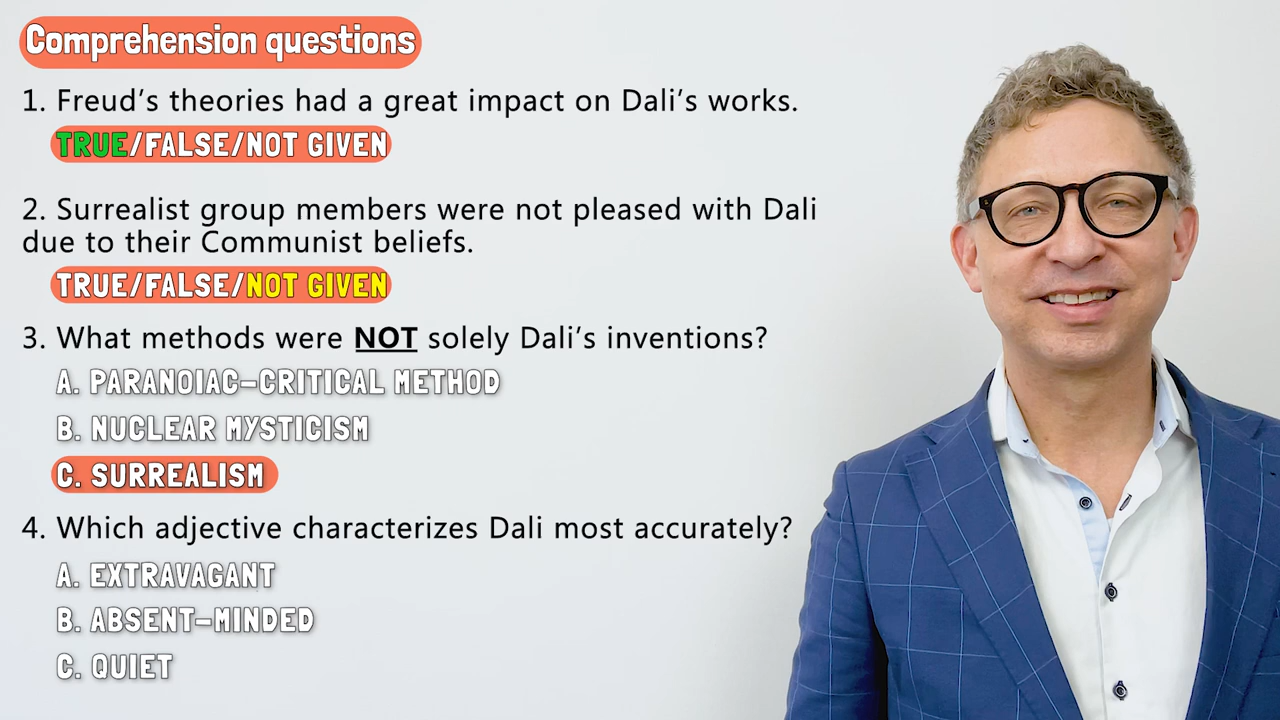 Comprehension questions
1. Freud’s theories had a great impact on Dali’s works.
TRUE/FALSE/NOT GIVEN
2. Surrealist group members were not pleased with Dali
due to their Communist beliefs.
TRUE/FALSE/NOT GIVEN
3. What methods were NOT solely Dali’s inventions?
A. PARANOIAC-CRITICAL METHOD
B. NUCLEAR MYSTICISM
C. SURREALISM
4. Which adjective characterizes Dali most accurately?
A. EXTRAVAGANT
B. ABSENT-MINDED
C. QUIET